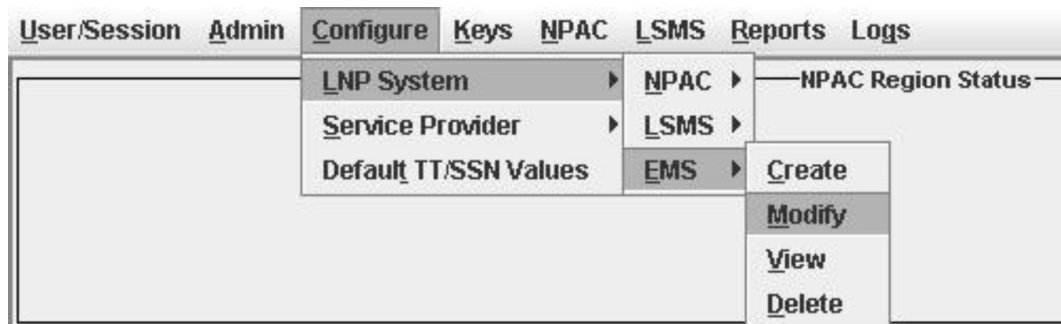 User/Session Admin Configure Keys NPAC LSMS Reports Logs
LNP System NPAC NPAC Region Status
Service Provider LSMS
Default TT/SSN Values EMS Create
Modify
View
Delete